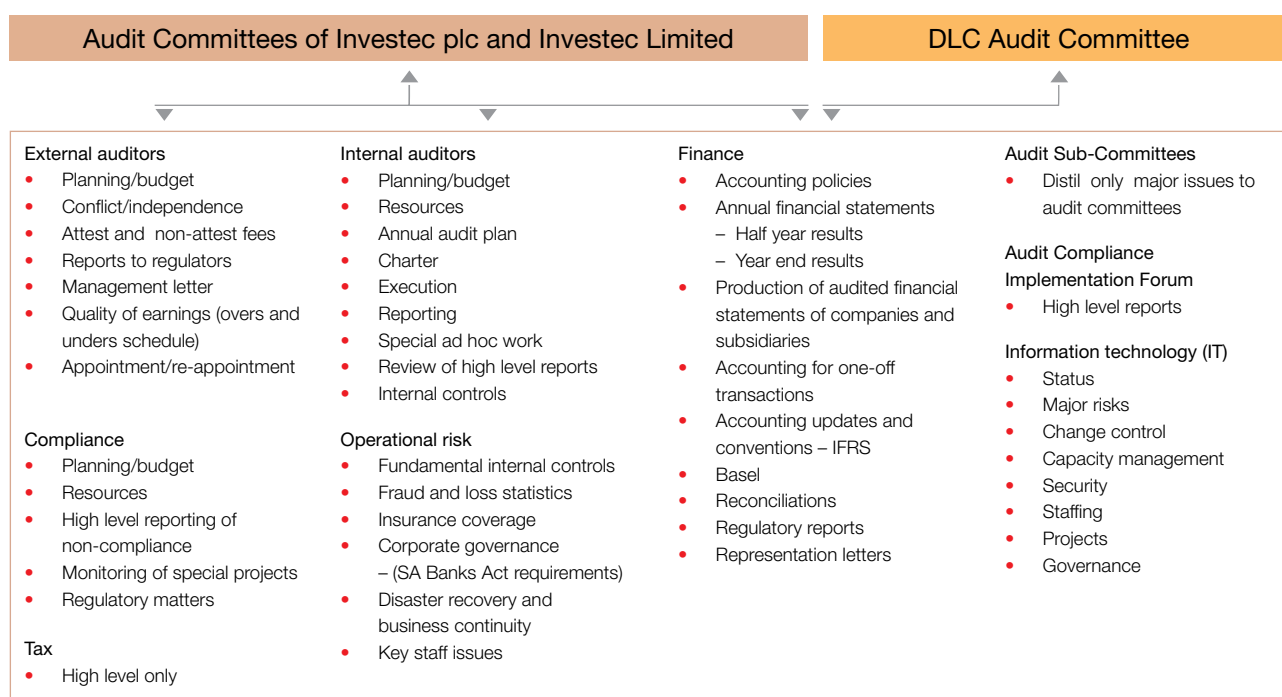 Audit Committees of Investec plc and Investec Limited
DLC Audit Committee
External auditors
• Planning/budget
• Conflict/independence
• Attest and non-attest fees
• Reports to regulators
• Management letter
• Quality of earnings (overs and
under schedule)
• Appointment/re-appointment
Compliance
• Planning/budget
• Resources
• High level reporting of
non-compliance
• Monitoring of special projects
• Regulatory matters
Tax
• High level only
Internal auditors
• Planning/budget
• Resources
• Annual audit plan
• Charter
• Execution
• Reporting
• Special ad hoc work
• Review of high level reports
• Internal controls
Operational risk
• Fundamental internal controls
• Fraud and loss statistics
• Insurance coverage
• Corporate governance
– (SA Banks Act requirements)
• Disaster recovery and
business continuity
• Key staff issues
Finance
• Accounting policies
• Annual financial statements
– Half year results
– Year end results
• Production of audited financial
statements of companies and
subsidiaries
• Accounting for one-off
transactions
• Accounting updates and
conventions – IFRS
• Basel
• Reconciliations
• Regulatory reports
• Representation letters
Audit Sub-Committees
• Distil only major issues to
audit committees
Audit Compliance
Implementation Forum
• High level reports
Information technology (IT)
• Status
• Major risks
• Change control
• Capacity management
• Security
• Staffing
• Projects
• Governance